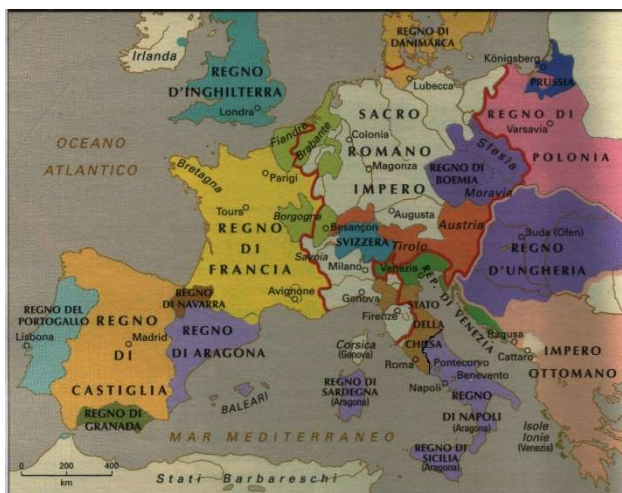 Irlanda
REGNO
D'INGHILTERRA
Londra
REGNO DI
DANIMARCA
Lubecca
Königsberg
PRUSSIA
REGNO DI
Varsavia
POLONIA
OCEANO
ATLANTICO
SACRO
ROMANO
IMPERO
Colonia
Magonza
Augusta
Fiandre
Brabante
Slesia
REGNO DI
BOEMIA
Moravia
Bretagna
Parigi
Tours
Borgogna
REGNO
DI
FRANCIA
Besançon
SVIZZERA
Tirolo
Austria
Buda (Ofen)
REGNO
D'UNGHERIA
Savoia
Milano
Venezia
REP. DI VENEZIA
Genova
Firenze
Avignone
REGNO
DI NAVARRA
REGNO DEL
PORTOGALLO
Lisbona
REGNO
DI
CASTIGLIA
Madrid
REGNO
DI ARAGONA
REGNO DI
GRANADA
BALEARI
Corsica
(Genova)
STATO
DELLA
CHIESA
Roma
Pontecorvo
Benevento
Napoli
REGNO
DI NAPOLI
(Aragona)
REGNO DI
SARDEGNA
(Aragona)
REGNO DI
SICILIA
(Aragona)
Ragusa
Cattaro
IMPERO
OTTOMANO
Isole
Ionie
(Venezia)
MAR MEDITERRANEO
Stati Barbareschi
0 200 400
km